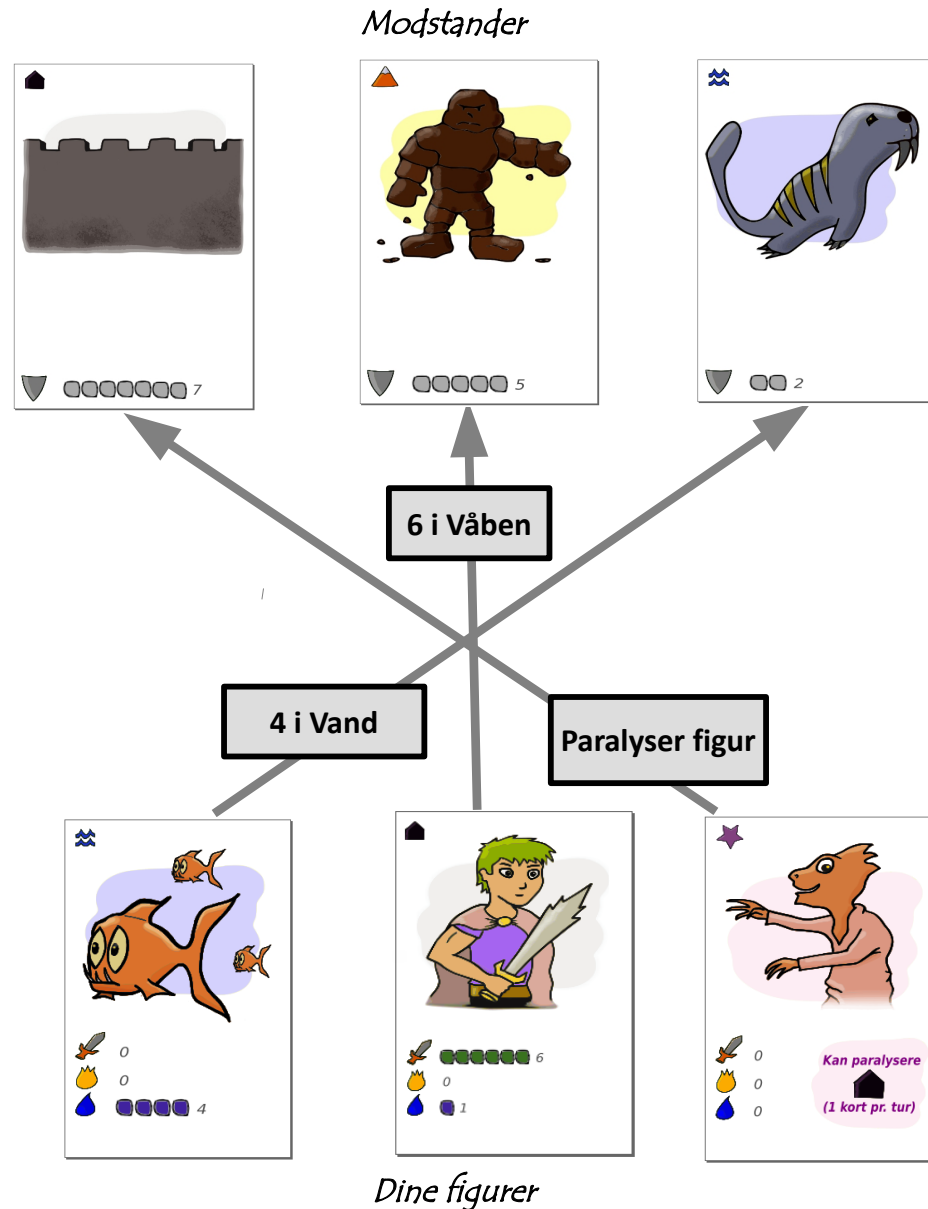 Modstander
7
5
2
6 i Våben
4 i Vand
Paralyser figur
0
0
4
6
0
1
0
0
0
Kan paralysere
(1 kort pr. tur)
Dine figurer